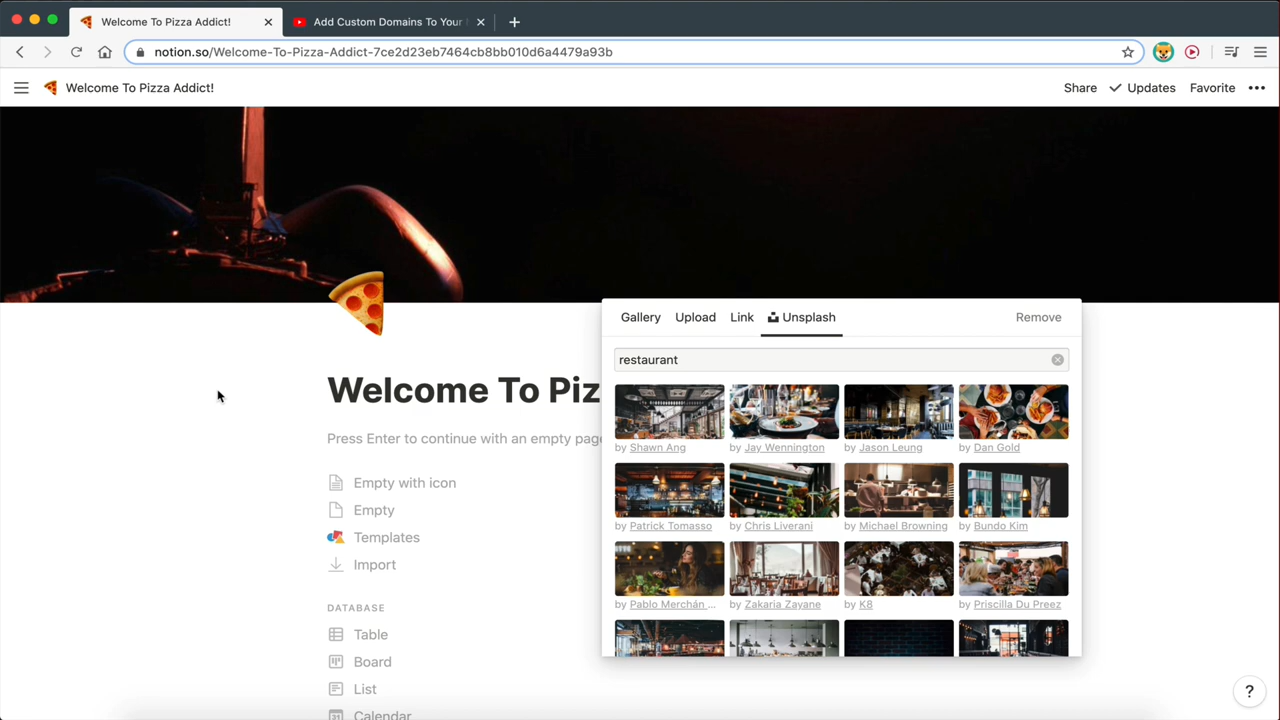 Welcome To Pizza Addict!
Add Custom Domains To Your
notion.so/Welcome-To-Pizza-Addict-7ce2d23eb7464cb8bb010d6a4479a93b
Welcome To Pizza Addict!
Share
Updates
Favorite
Gallery
Upload
Link
Unsplash
Remove
restaurant
by Shawn Ang
by Jay Wennington
by Jason Leung
by Dan Gold
by Patrick Tomasso
by Chris Liverani
by Michael Browning
by Bundo Kim
by Pablo Merchán ...
by Zakaria Zayane
by K8
by Priscilla Du Preez
Welcome To Piz
Press Enter to continue with an empty page
Empty with icon
Empty
Templates
Import
DATABASE
Table
Board
List
Calendar
?